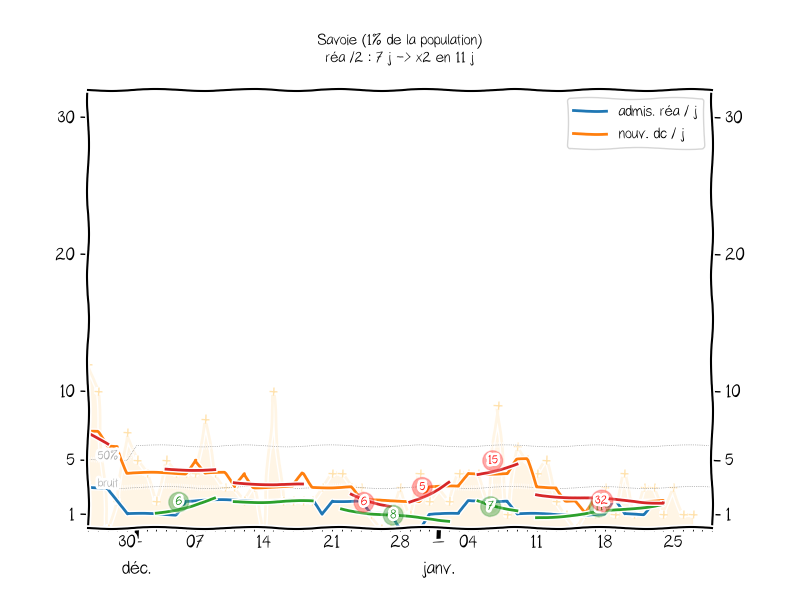 Savoie (1% de la population)
réa /2 : 7 j -> x2 en 11 j
admis. réa / j
nouv. dc / j
30 30
20 20
10 10
5 5
1 1
50%
bruit
6
6
8
5
15
7
32
30 07 14 21 28 04 11 18 25
déc. janv.